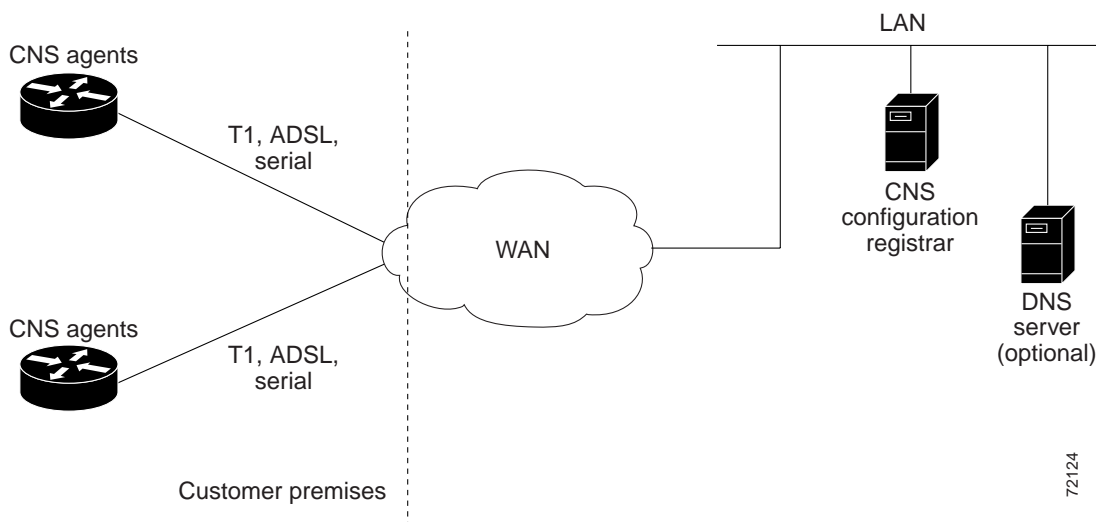 LAN
CNS agents
T1, ADSL,
serial
CNS
configuration
registrar
WAN
DNS
server
(optional)
CNS agents
T1, ADSL,
serial
Customer premises
72124